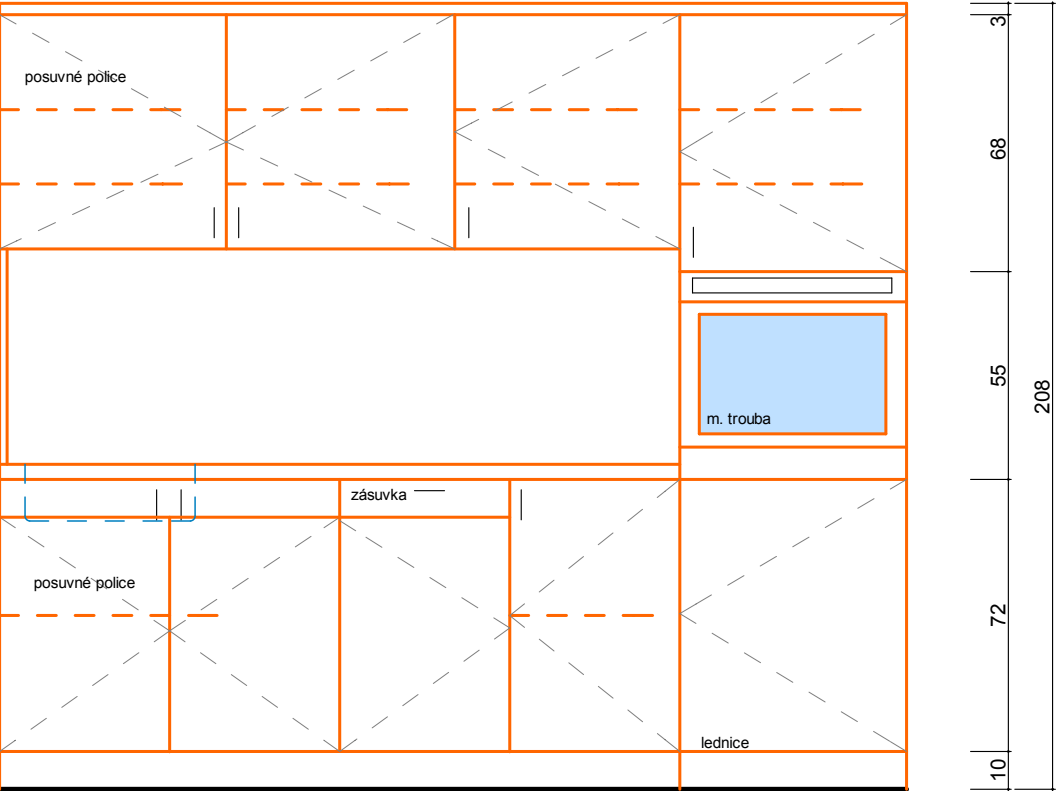 posuvné police
3
68
55
208
m. trouba
zásuvka
posuvné police
72
lednice
10